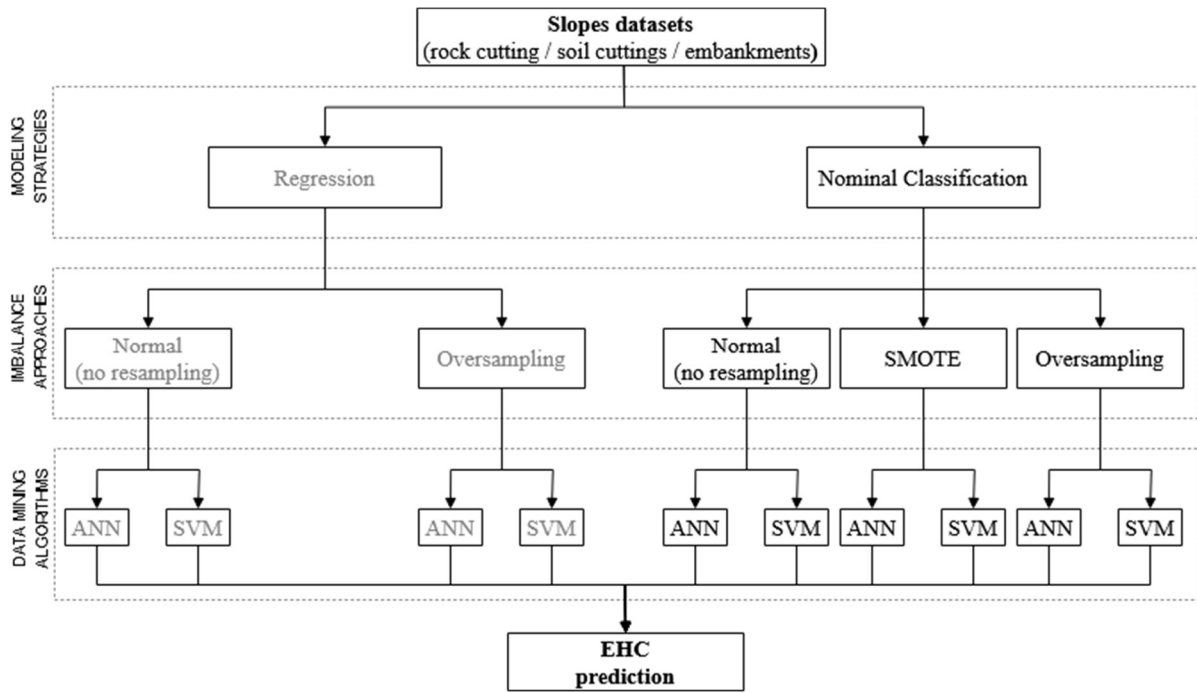 Slopes datasets
(rock cutting / soil cuttings / embankments)
MODELING
STRATEGIES
Regression
Nominal Classification
IMBALANCE
APPROACHES
Normal
(no resampling)
Oversampling
Normal
(no resampling)
SMOTE
Oversampling
DATA MINING
ALGORITHMS
ANN
SVM
ANN
SVM
ANN
SVM
ANN
SVM
ANN
SVM
EHC
prediction